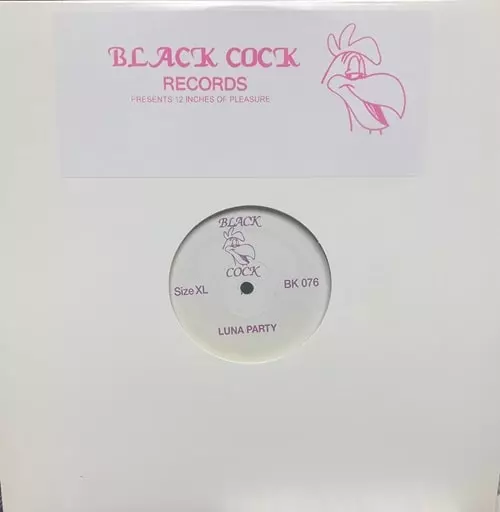 BLACK COCK
RECORDS
PRESENTS 12 INCHES OF PLEASURE
BLACK
COCK
Size XL
BK 076
LUNA PARTY